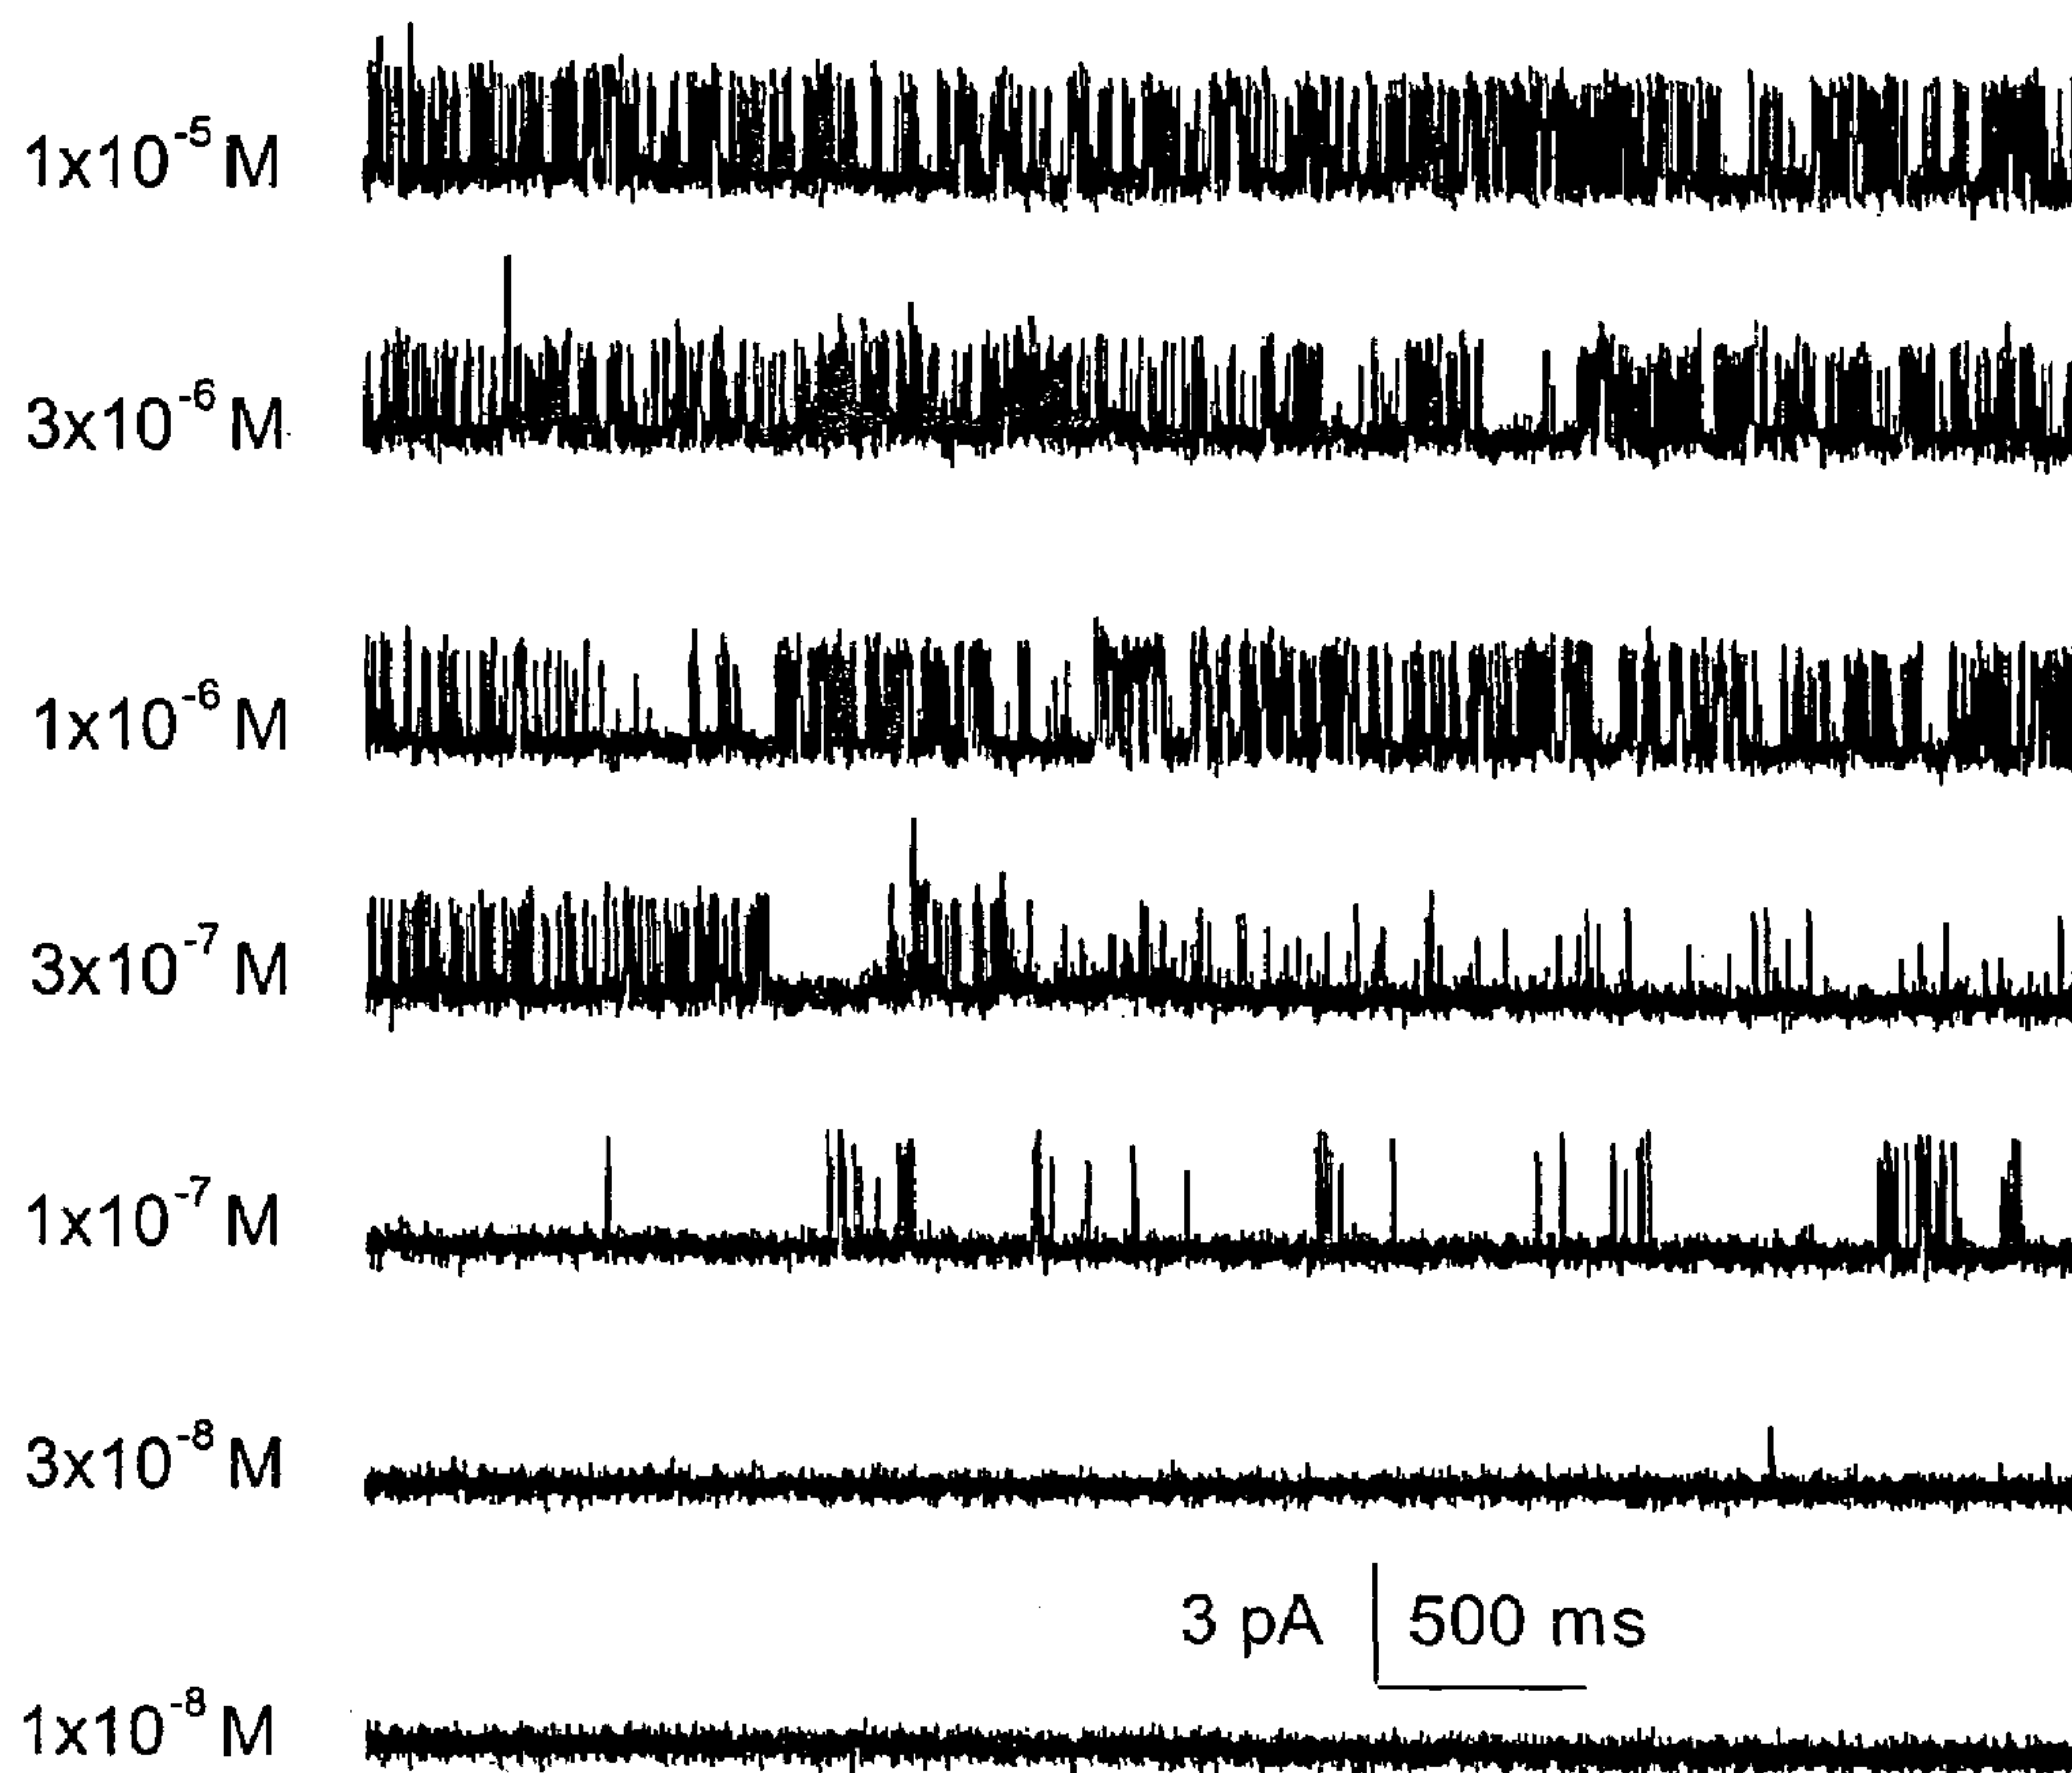 1x10⁻⁵ M
3x10⁻⁶ M
1x10⁻⁶ M
3x10⁻⁷ M
1x10⁻⁷ M
3x10⁻⁸ M
3 pA 500 ms
1x10⁻⁸ M